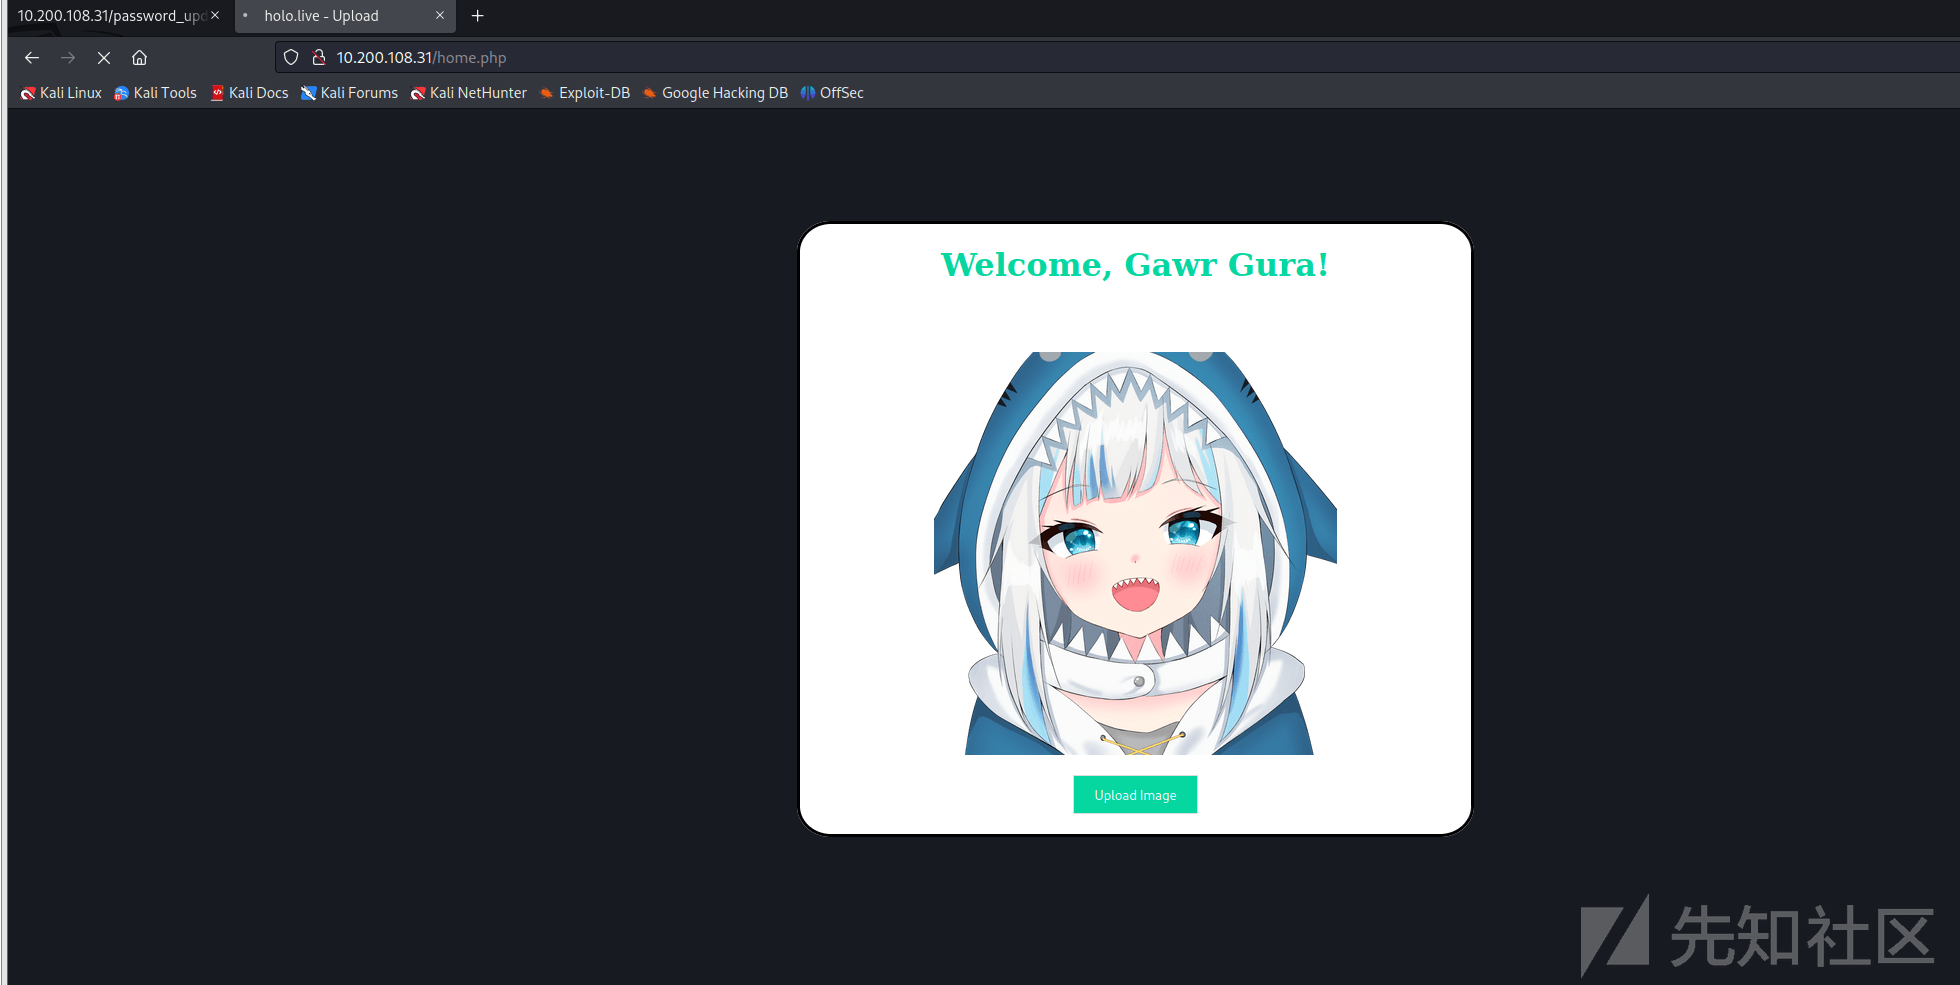 10.200.108.31/password_upd
holo.live - Upload
10.200.108.31/home.php
Kali Linux Kali Tools Kali Docs Kali Forums Kali NetHunter Exploit-DB Google Hacking DB OffSec
Welcome, Gawr Gura!
Upload Image
先知社区